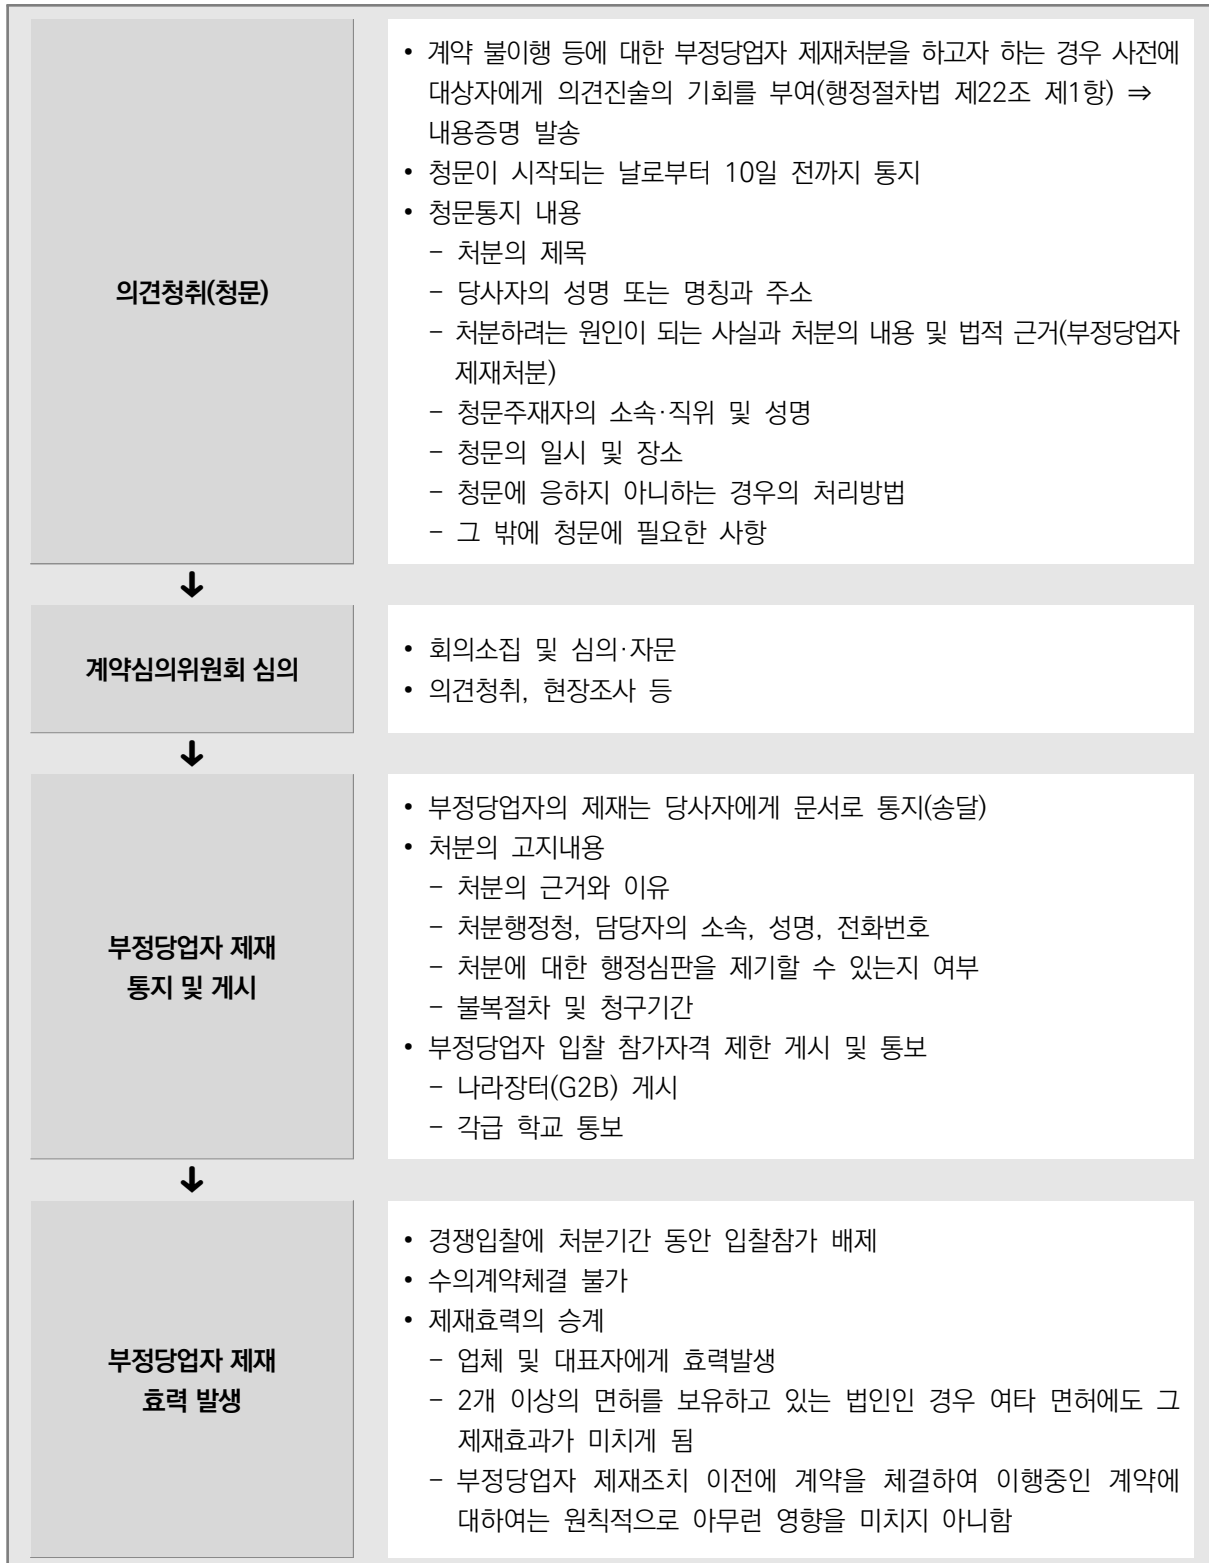 의견청취(청문)
• 계약 불이행 등에 대한 부정당업자 제재처분을 하고자 하는 경우 사전에
대상자에게 의견진술의 기회를 부여(행정절차법 제22조 제1항) ⇒
내용증명 발송
• 청문이 시작되는 날로부터 10일 전까지 통지
• 청문통지 내용
– 처분의 제목
– 당사자의 성명 또는 명칭과 주소
– 처분하려는 원인이 되는 사실과 처분의 내용 및 법적 근거(부정당업자
제재처분)
– 청문주재자의 소속·직위 및 성명
– 청문의 일시 및 장소
– 청문에 응하지 아니하는 경우의 처리방법
– 그 밖에 청문에 필요한 사항
↓
계약심의위원회 심의
• 회의소집 및 심의·자문
• 의견청취, 현장조사 등
↓
부정당업자 제재
통지 및 게시
• 부정당업자의 제재는 당사자에게 문서로 통지(송달)
• 처분의 고지내용
– 처분의 근거와 이유
– 처분행정청, 담당자의 소속, 성명, 전화번호
– 처분에 대한 행정심판을 제기할 수 있는지 여부
– 불복절차 및 청구기간
• 부정당업자 입찰 참가자격 제한 게시 및 통보
– 나라장터(G2B) 게시
– 각급 학교 통보
↓
부정당업자 제재
효력 발생
• 경쟁입찰에 처분기간 동안 입찰참가 배제
• 수의계약체결 불가
• 제재효력의 승계
– 업체 및 대표자에게 효력발생
– 2개 이상의 면허를 보유하고 있는 법인인 경우 여타 면허에도 그
제재효과가 미치게 됨
– 부정당업자 제재조치 이전에 계약을 체결하여 이행중인 계약에
대하여는 원칙적으로 아무런 영향을 미치지 아니함